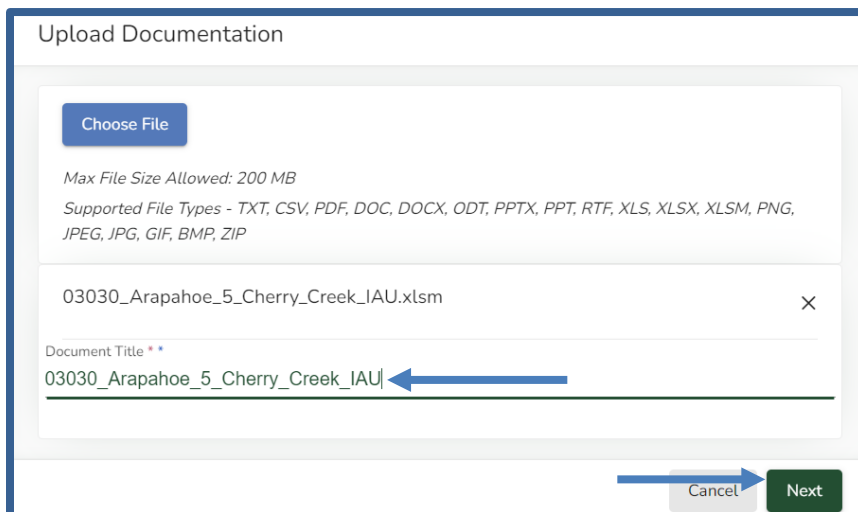 Upload Documentation
Choose File
Max File Size Allowed: 200 MB
Supported File Types - TXT, CSV, PDF, DOC, DOCX, ODT, PPTX, PPT, RTF, XLS, XLSX, XLSM, PNG,
JPEG, JPG, GIF, BMP, ZIP
03030_Arapahoe_5_Cherry_Creek_IAU.xlsm
Document Title * *
03030_Arapahoe_5_Cherry_Creek_IAU
Cancel Next